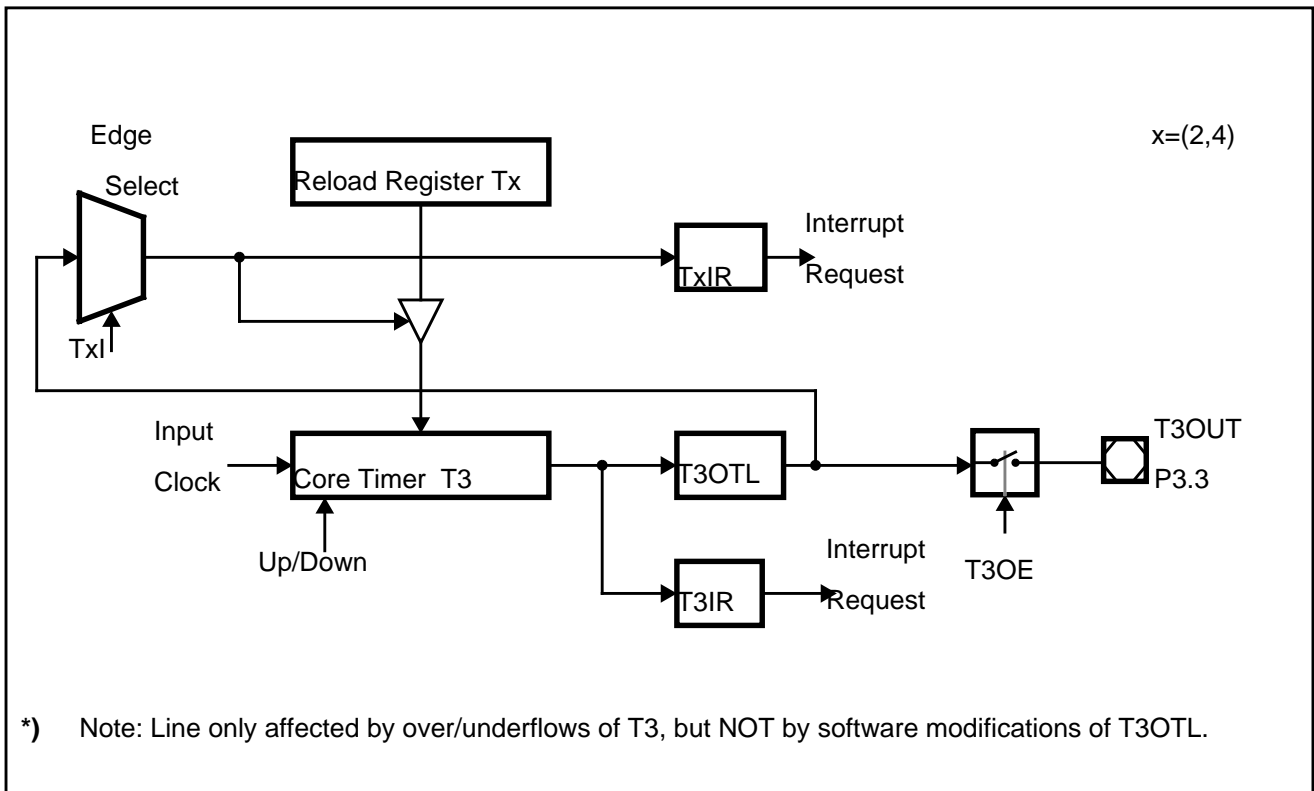 Edge
Select
Reload Register Tx
x=(2,4)
Interrupt
Request
TxIR
TxI
Input
Clock
Core Timer  T3
T3OTL
T3OUT
P3.3
Up/Down
T3IR
Interrupt
Request
T3OE
*) Note: Line only affected by over/underflows of T3, but NOT by software modifications of T3OTL.